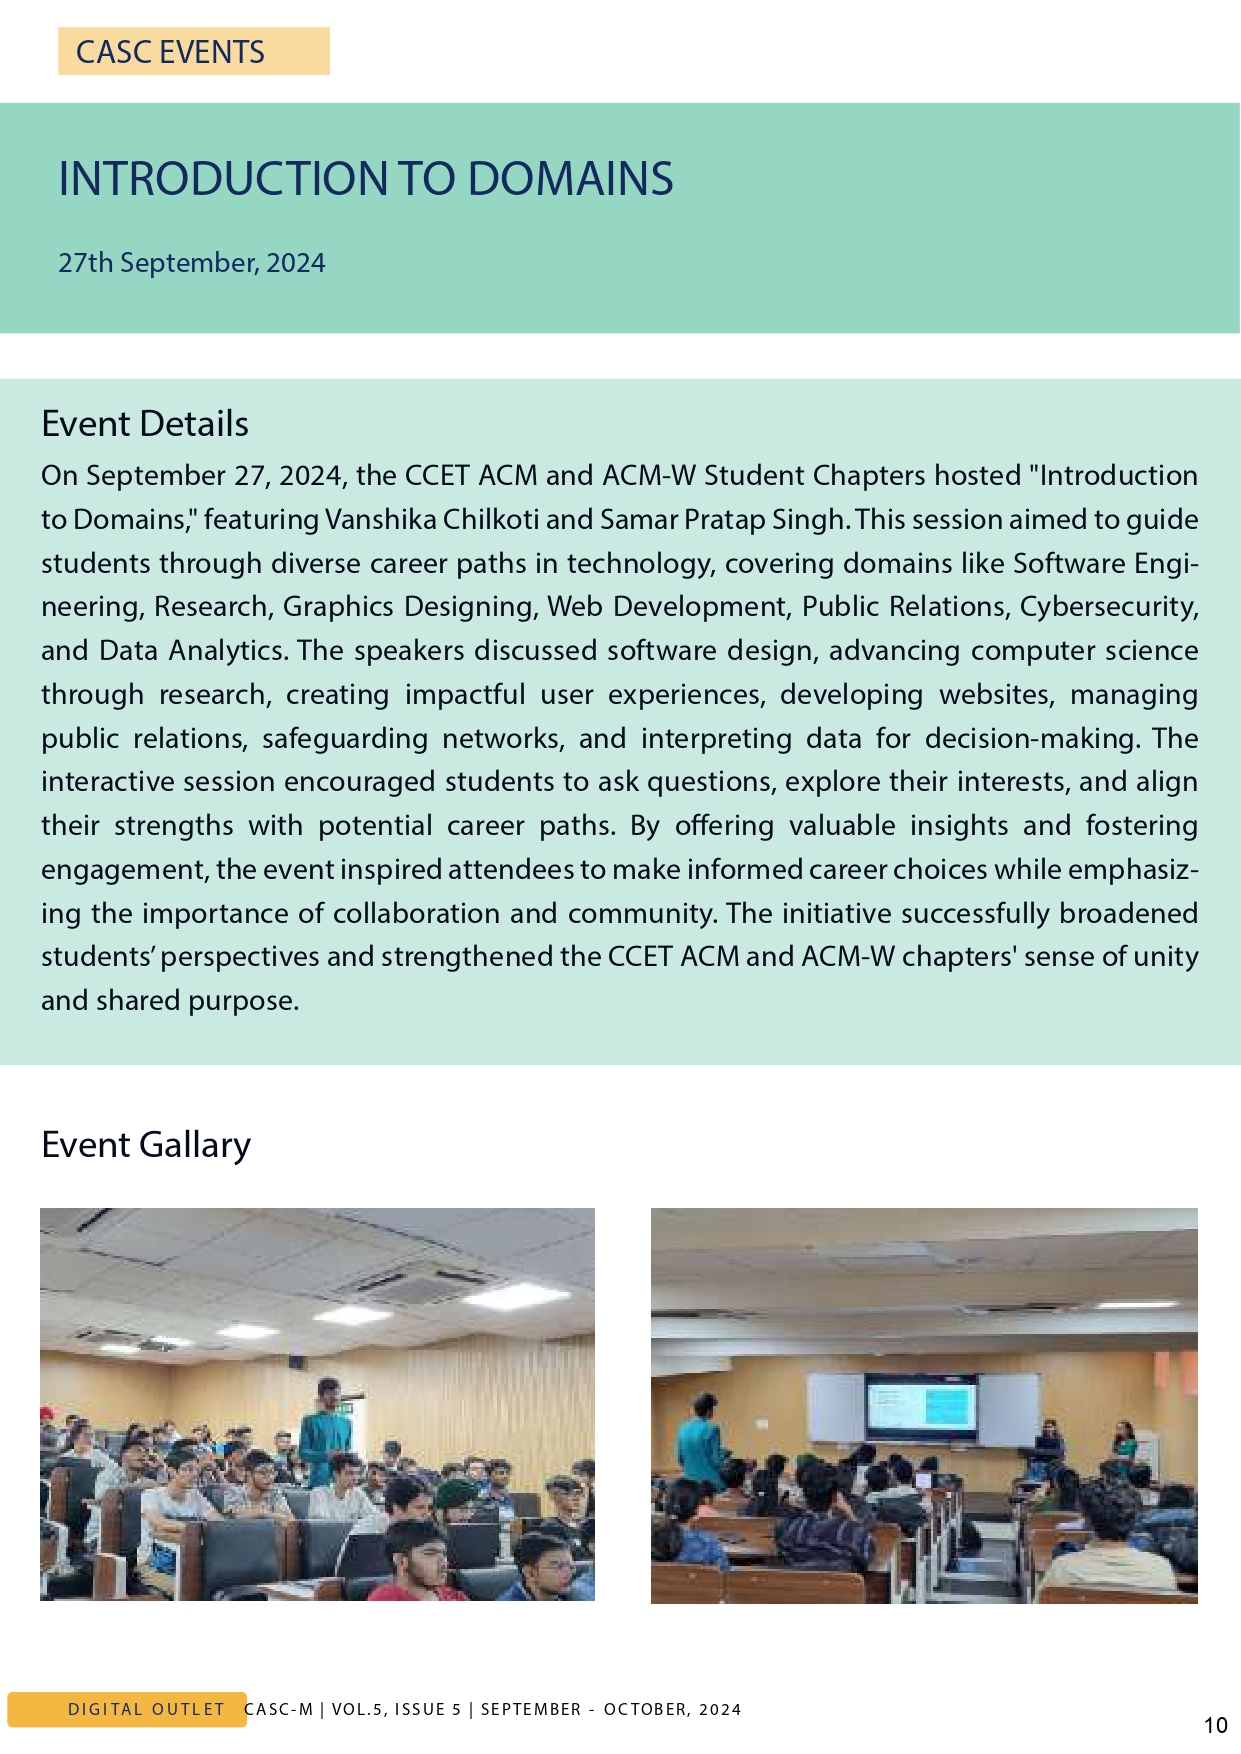 CASC EVENTS
INTRODUCTION TO DOMAINS
27th September, 2024
Event Details
On September 27, 2024, the CCET ACM and ACM-W Student Chapters hosted "Introduction
to Domains," featuring Vanshika Chilkoti and Samar Pratap Singh. This session aimed to guide
students through diverse career paths in technology, covering domains like Software Engi-
neering, Research, Graphics Designing, Web Development, Public Relations, Cybersecurity,
and Data Analytics. The speakers discussed software design, advancing computer science
through research, creating impactful user experiences, developing websites, managing
public relations, safeguarding networks, and interpreting data for decision-making. The
interactive session encouraged students to ask questions, explore their interests, and align
their strengths with potential career paths. By offering valuable insights and fostering
engagement, the event inspired attendees to make informed career choices while emphasiz-
ing the importance of collaboration and community. The initiative successfully broadened
students’ perspectives and strengthened the CCET ACM and ACM-W chapters' sense of unity
and shared purpose.
Event Gallary
DIGITAL OUTLET CASC-M | VOL.5, ISSUE 5 | SEPTEMBER - OCTOBER, 2024
10